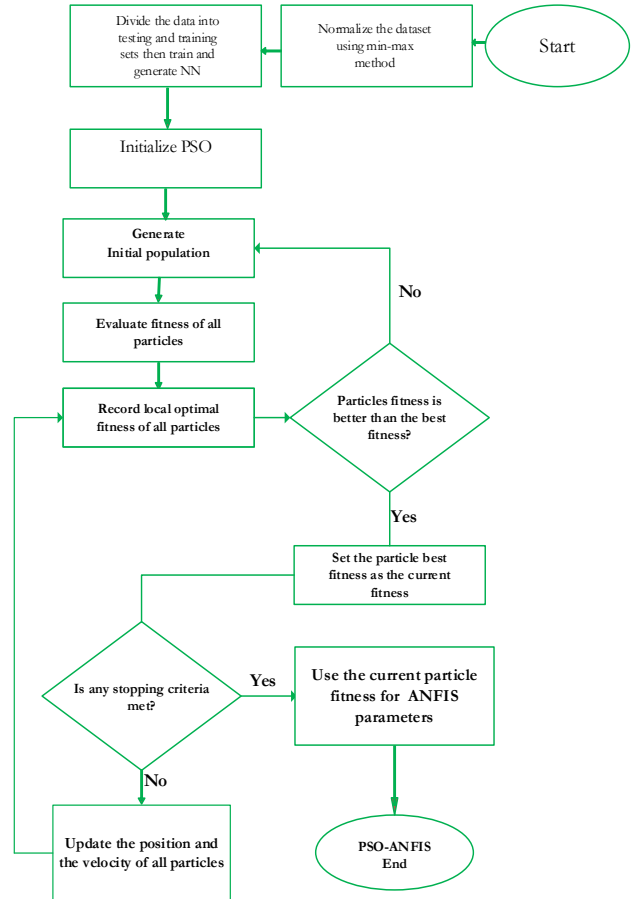 Start
Normalize the dataset
using min-max
method
Divide the data into
testing and training
sets then train and
generate NN
Initialize PSO
Generate
Initial population
Evaluate fitness of all
particles
Record local optimal
fitness of all particles
Particles fitness is
better than the best
fitness?
No
Yes
Set the particle best
fitness as the current
fitness
Is any stopping criteria
met?
Yes
Use the current particle
fitness for ANFIS
parameters
No
Update the position and
the velocity of all particles
PSO-ANFIS
End